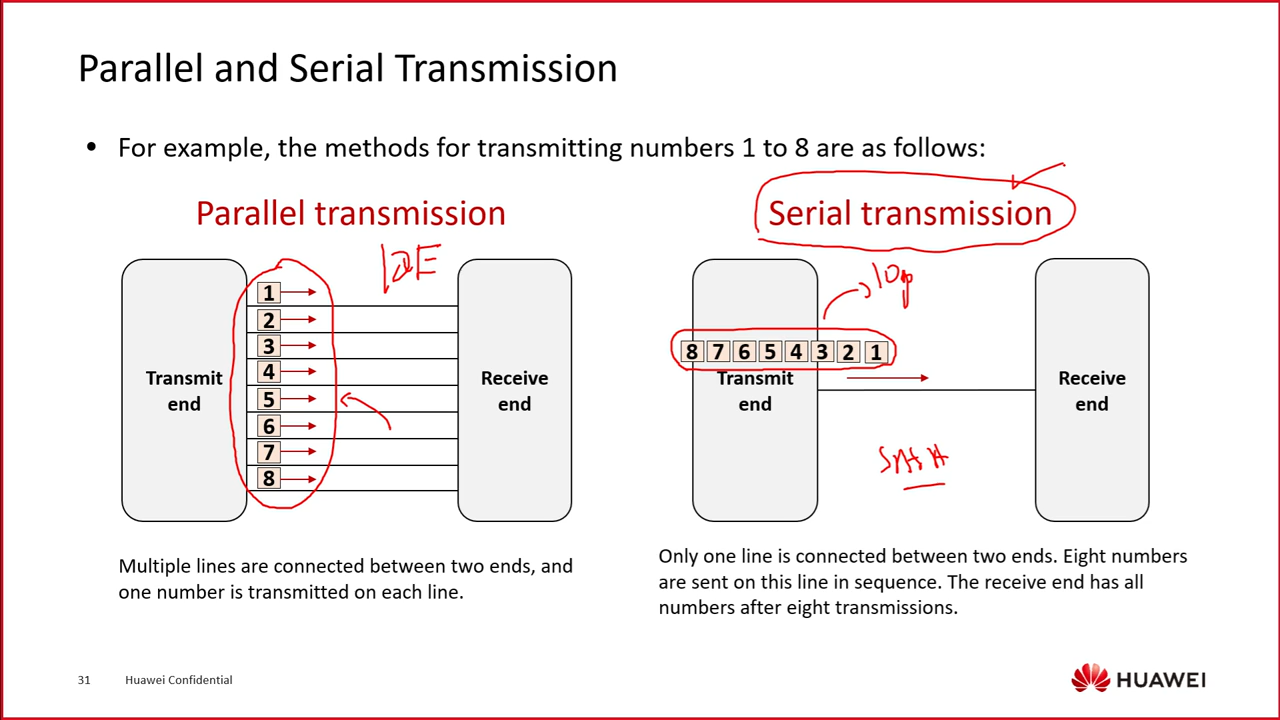 Parallel and Serial Transmission
• For example, the methods for transmitting numbers 1 to 8 are as follows:
Parallel transmission
IDE
Transmit
end
1
2
3
4
5
6
7
8
Receive
end
Multiple lines are connected between two ends, and
one number is transmitted on each line.
Serial transmission
8 7 6 5 4 3 2 1
Transmit
end
Receive
end
SATA
Only one line is connected between two ends. Eight numbers
are sent on this line in sequence. The receive end has all
numbers after eight transmissions.
31 Huawei Confidential
HUAWEI